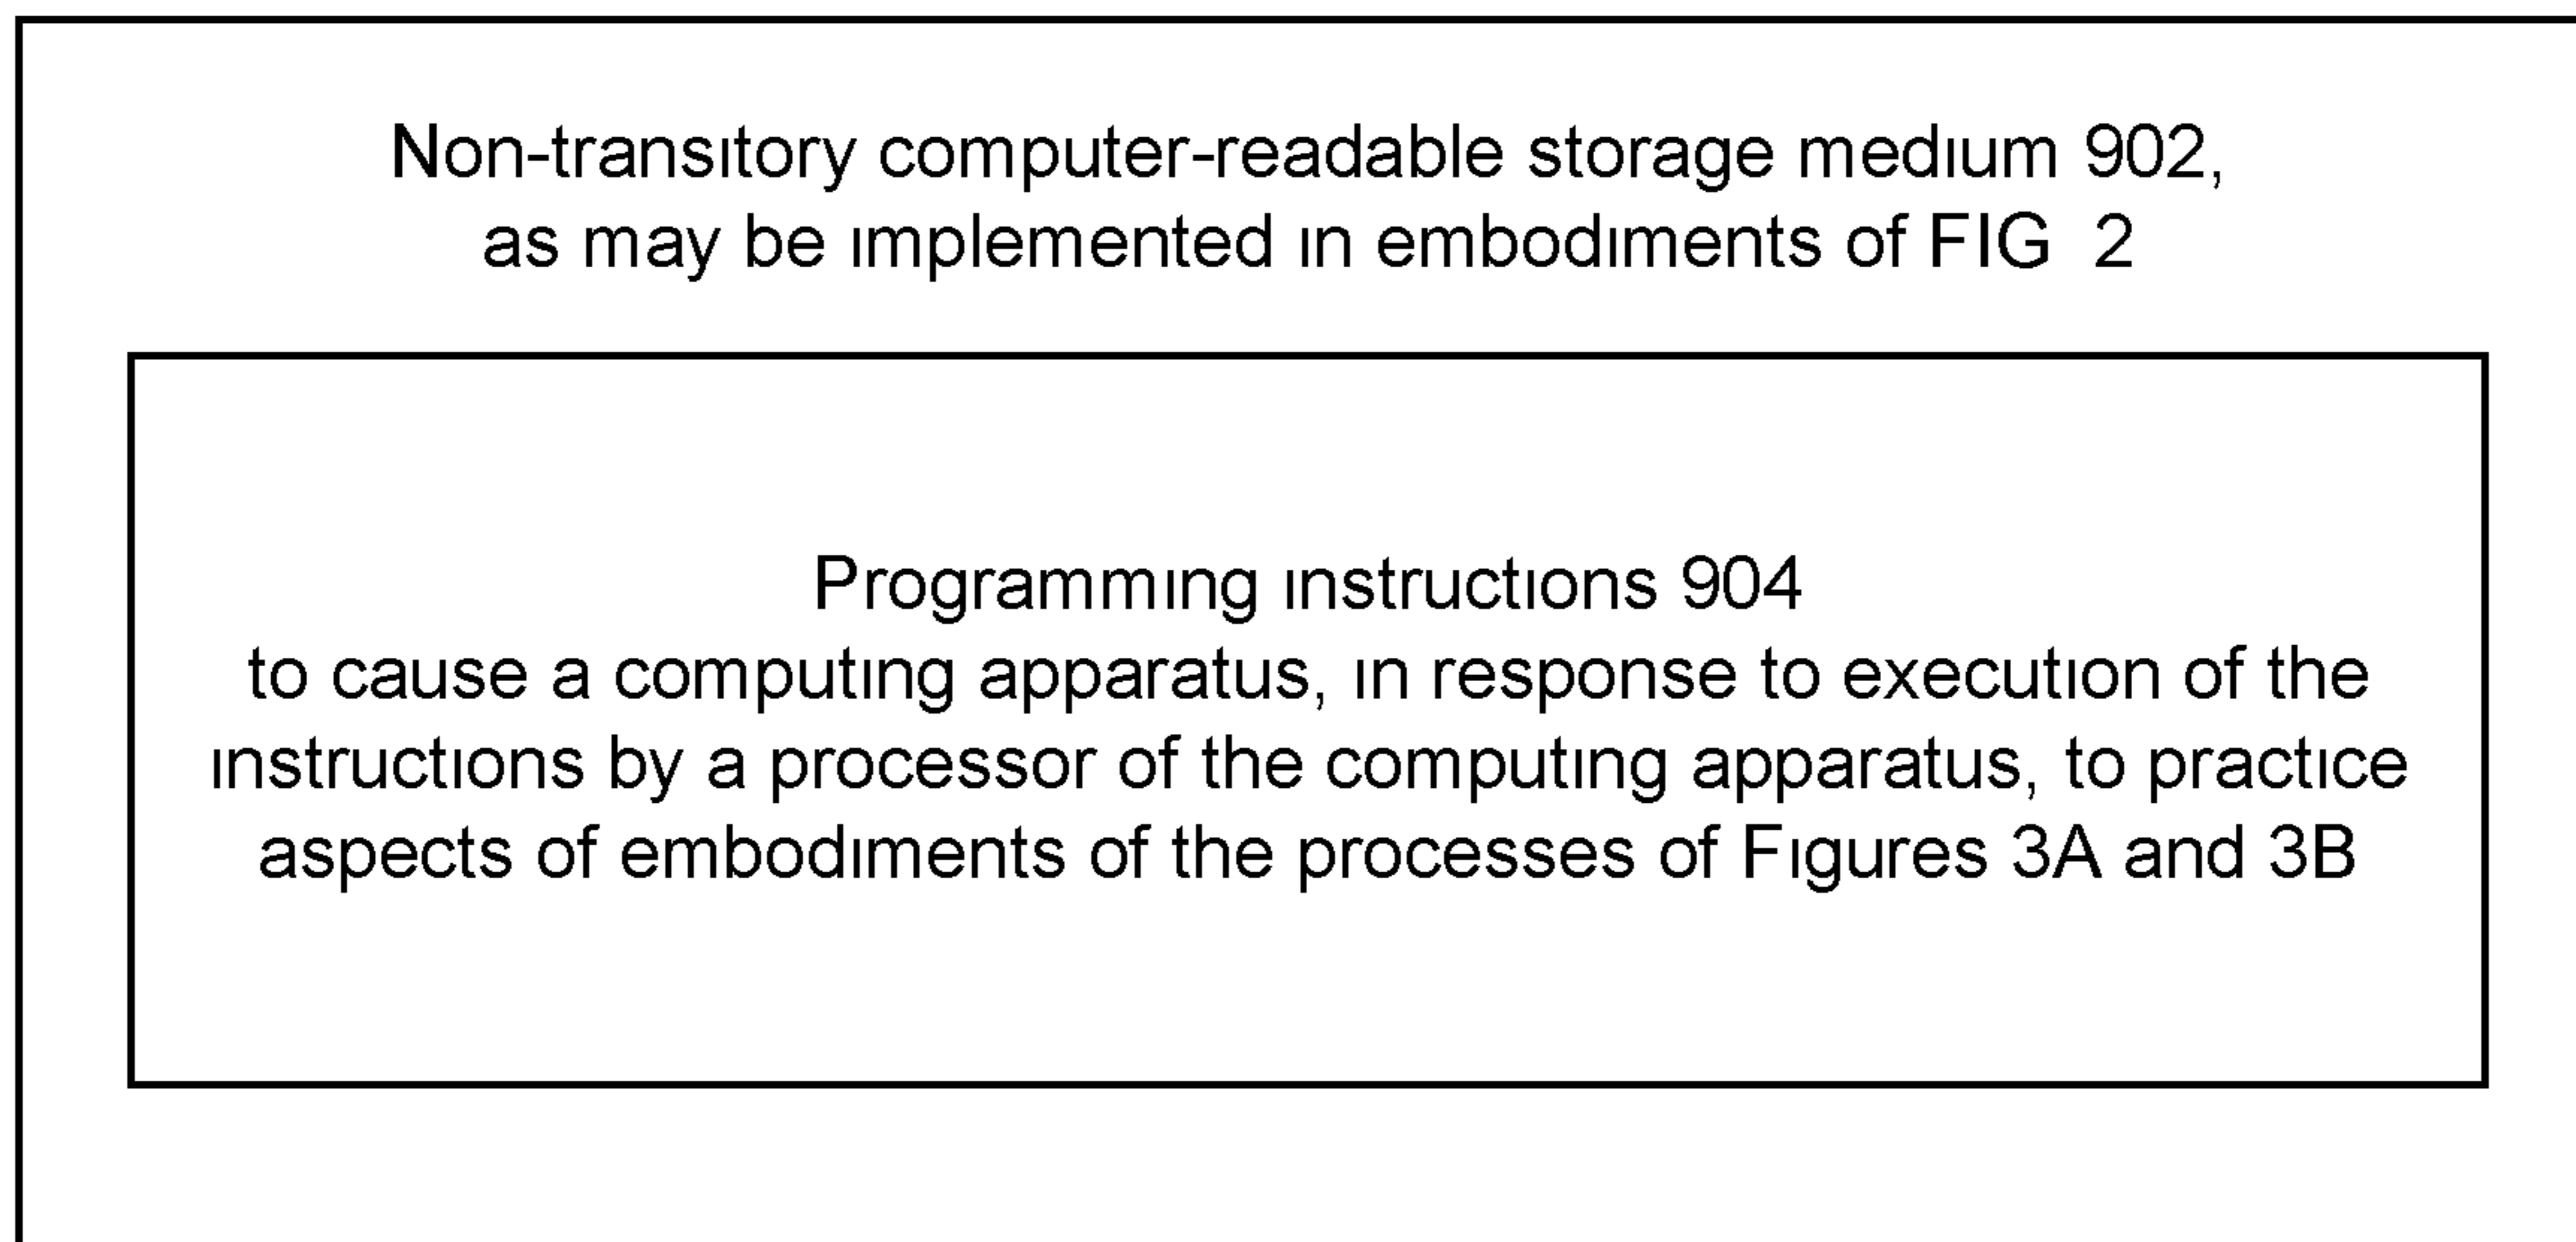 Non-transitory computer-readable storage medium 902,
as may be implemented in embodiments of FIG 2
Programming instructions 904
to cause a computing apparatus, in response to execution of the
instructions by a processor of the computing apparatus, to practice
aspects of embodiments of the processes of Figures 3A and 3B